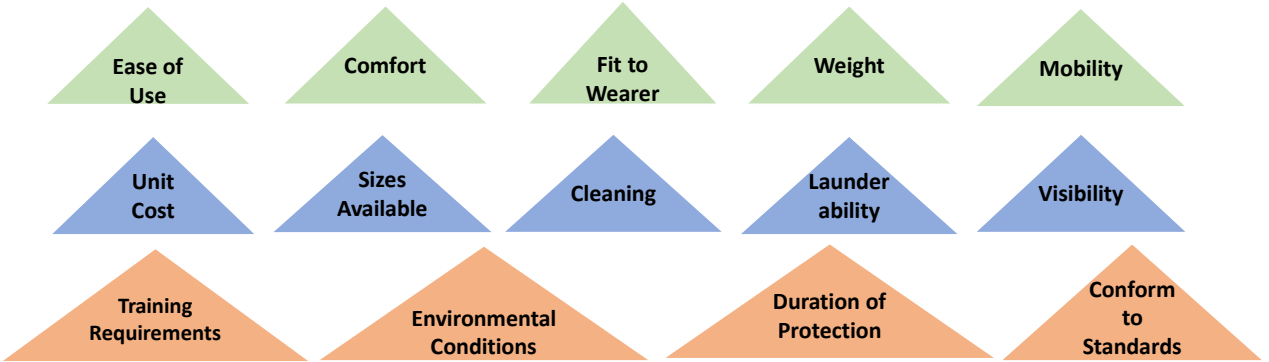 Ease of
Use
Comfort
Fit to
Wearer
Weight
Mobility
Unit
Cost
Sizes
Available
Cleaning
Launder
ability
Visibility
Training
Requirements
Environmental
Conditions
Duration of
Protection
Conform
to
Standards